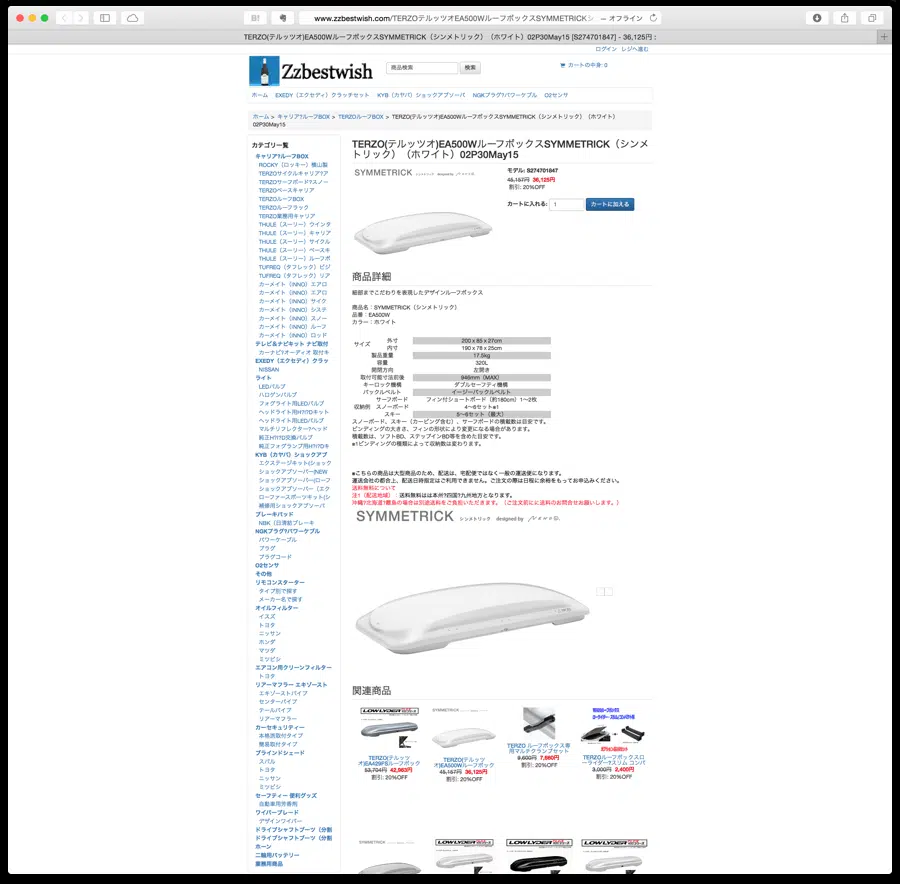 www.zzbestwish.com/TERZOテルッツオEA500WルーフボックスSYMMETRICKシ... — オフライン
TERZO(テルッツオ)EA500WルーフボックスSYMMETRICK（シンメトリック）（ホワイト）02P30May15 [S274701847] - 36,125円 :
ログイン レジへ進む
Zzbestwish
商品検索 検索
カートの中身: 0
ホーム EXEDY（エクセディ）クラッチセット KYB（カヤバ）ショックアブソーバ NGKプラグ?パワーケーブル O2センサ
ホーム > キャリア?ルーフBOX > TERZOルーフBOX > TERZO(テルッツオ)EA500WルーフボックスSYMMETRICK（シンメトリック）（ホワイト）
02P30May15
カテゴリ一覧
キャリア?ルーフBOX
ROCKY（ロッキー）横山製
TERZOサイクルキャリア?ア
TERZOサーフボード?スノー
TERZOベースキャリア
TERZOルーフBOX
TERZOルーフラック
TERZO業務用キャリア
THULE（スーリー）ウインタ
THULE（スーリー）キャリア
THULE（スーリー）サイクル
THULE（スーリー）ベースキ
THULE（スーリー）ルーフボ
TUFREQ（タフレック）ビジ
TUFREQ（タフレック）リア
カーメイト（INNO）エアロ
カーメイト（INNO）エアロ
カーメイト（INNO）サイク
カーメイト（INNO）システ
カーメイト（INNO）スノー
カーメイト（INNO）ルーフ
カーメイト（INNO）ロッド
テレビ&ナビキット ナビ取付
カーナビ?オーディオ 取付キ
EXEDY（エクセディ）クラッ
NISSAN
ライト
LEDバルブ
ハロゲンバルブ
フォグライト用LEDバルブ
ヘッドライト用H?I?Dキット
ヘッドライト用LEDバルブ
マルチリフレクター?ヘッド
純正H?I?D交換バルブ
純正フォグランプ用H?I?Dキ
KYB（カヤバ）ショックアブ
エクステージキット(ショック
ショックアブソーバー(NEW
ショックアブソーバー(ローフ
ショックアブソーバー（エク
ローファースポーツキット(シ
補修用ショックアブソーバ
ブレーキパッド
NBK（日清紡ブレーキ
NGKプラグ?パワーケーブル
パワーケーブル
プラグ
プラグコード
O2センサ
その他
リモコンスターター
タイプ別で探す
メーカー名で探す
オイルフィルター
イスズ
トヨタ
ニッサン
ホンダ
マツダ
ミツビシ
エアコン用クリーンフィルター
トヨタ
リアーマフラー エキゾースト
エキゾーストパイプ
センターパイプ
テールパイプ
リアーマフラー
カーセキュリティー
本格派取付タイプ
簡易取付タイプ
ブラインドシェード
スバル
トヨタ
ニッサン
ミツビシ
セーフティー 便利グッズ
自動車用芳香剤
ワイパーブレード
デザインワイパー
ドライブシャフトブーツ（分割
ドライブシャフトブーツ（分割
ホーン
二輪用バッテリー
業務用商品
TERZO(テルッツオ)EA500WルーフボックスSYMMETRICK（シンメ
トリック）（ホワイト）02P30May15
SYMMETRICK シンメトリック designed by
モデル: S274701847
45,157円 36,125円
割引: 20%OFF
カートに入れる: 1 カートに加える
商品詳細
細部までこだわりを表現したデザインルーフボックス
商品名：SYMMETRICK（シンメトリック）
品番：EA500W
カラー：ホワイト
サイズ 外寸 200 x 85 x 27cm
内寸 190 x 78 x 25cm
製品重量 17.5kg
容量 320L
開閉方向 左開き
取付可能寸法前後 946mm（MAX）
キーロック機構 ダブルセーフティ機構
バックルベルト イージーバックルベルト
収納例 サーフボード フィン付ショートボード（約180cm）1〜2枚
スノーボード 4〜6セット※1
スキー 5〜6セット（最大）
スノーボード、スキー（カービング含む）、サーフボードの積載数は目安です。
ビンディングの大きさ、フィンの形状により変更になる場合があります。
積載数は、ソフトBD、ステップインBD等を含めた目安です。
※1ビンディングの種類によって収納数は変わります。
■こちらの商品は大型商品のため、配送は、宅配便ではなく一般の運送便になります。
運送会社の都合上、配送日時指定はご利用できません。ご注文の際は日程に余裕をもってお申込みください。
送料無料について
注1（配送地域）：送料無料はは本州?四国?九州地方となります。
沖縄?北海道?離島の場合は別途送料をご負担いただきます。（ご注文前に送料のお問合せお願いします。）
SYMMETRICK シンメトリック designed by
関連商品
LOWLYDER
TERZO(テルッツ
オ)EA429FSルーフボック
53,704円 42,963円
割引: 20%OFF
SYMMETRICK
TERZO(テルッツ
オ)EA500Wルーフボック
45,157円 36,125円
割引: 20%OFF
TERZO ルーフボックス専
用マルチクランプセット
9,600円 7,680円
割引: 20%OFF
TERZOルーフボックスロ
ーライダー?スリム コンパ
3,000円 2,400円
割引: 20%OFF
SYMMETRICK
LOWLYDER
LOWLYDER
LOWLYDER